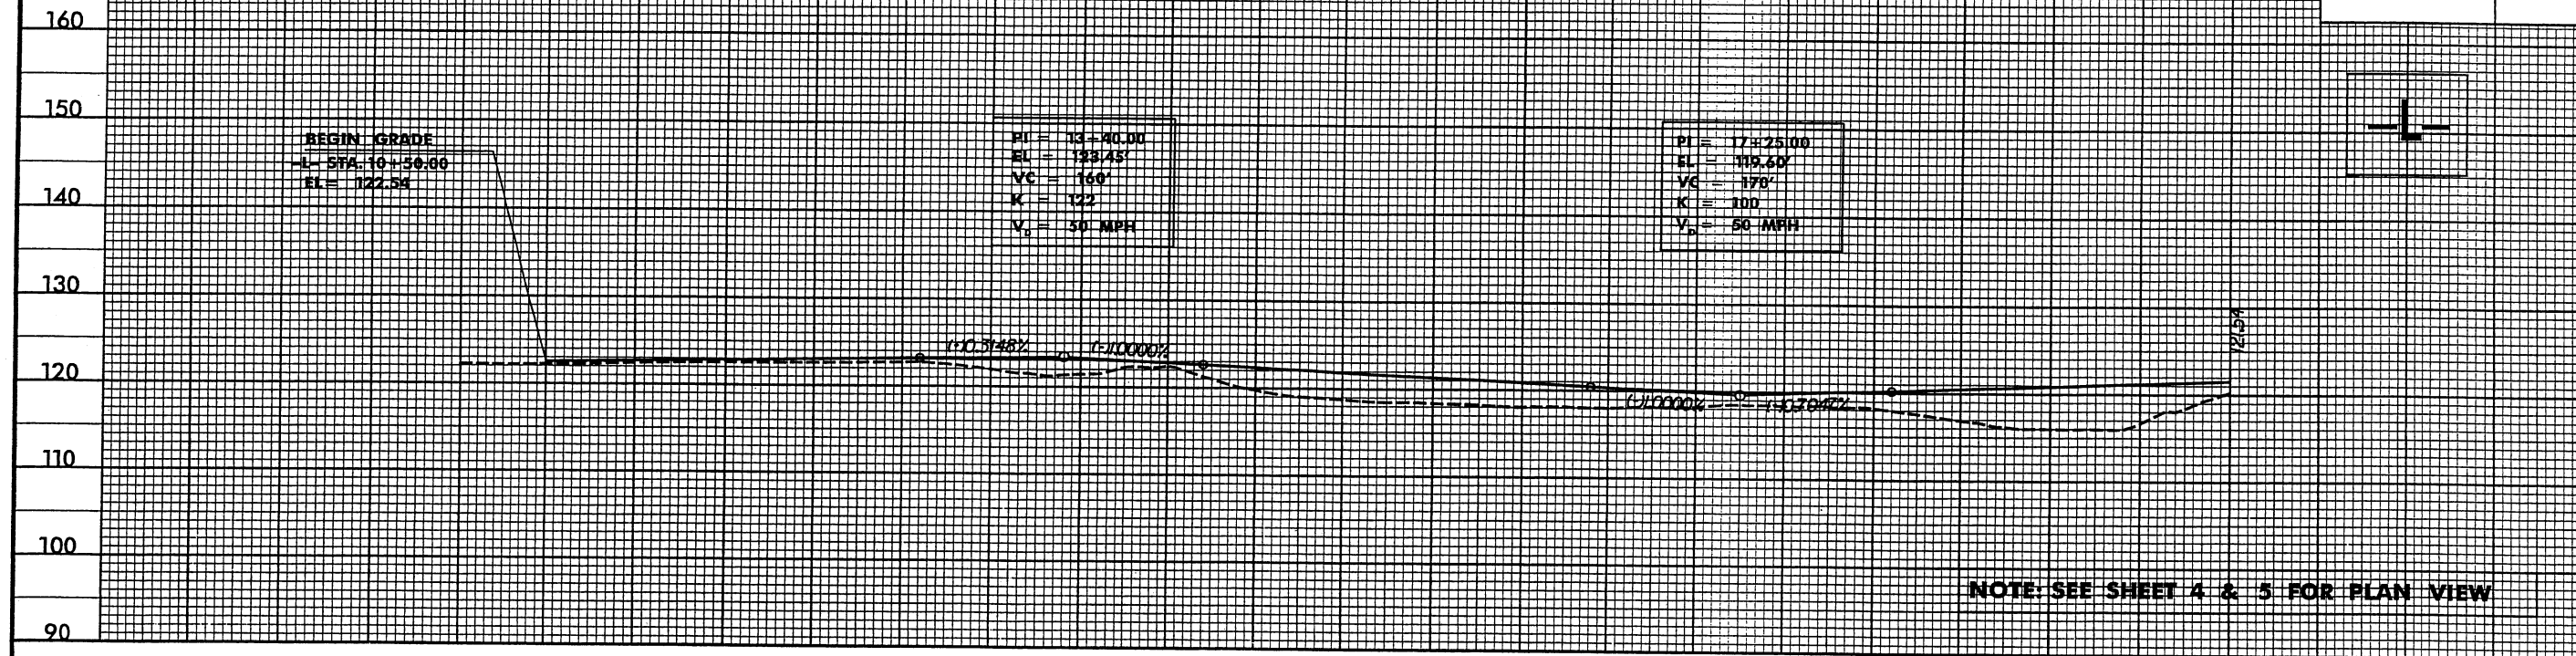 160
150
140
130
120
110
100
90
BEGIN GRADE
-L- STA. 10+50.00
EL= 122.54
PI = 13+40.00
EL = 123.45'
VC = 160'
K = 122
VD = 50 MPH
PI = 17+25.00
EL = 119.60'
VC = 170'
K = 100
VD = 50 MPH
-L-
(+)0.3148%
(-)1.0000%
(-)1.0000%
(+)0.7047%
121.54
NOTE: SEE SHEET 4 & 5 FOR PLAN VIEW